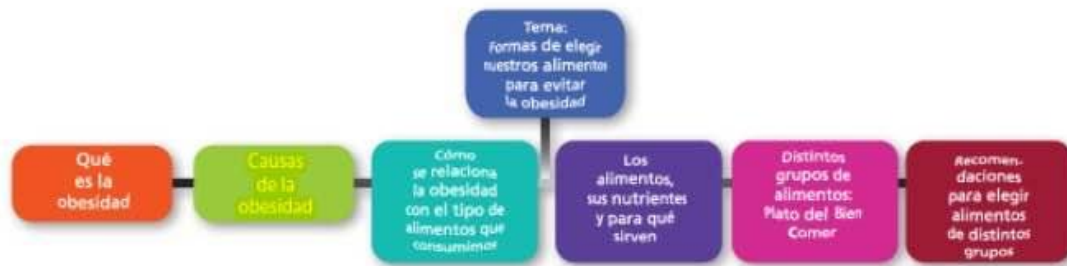 Tema:
Formas de elegir
nuestros alimentos
para evitar
la obesidad
Qué
es la
obesidad
Causas
de la
obesidad
Cómo
se relaciona
la obesidad
con el tipo de
alimentos que
consumimos
Los
alimentos,
sus nutrientes
y para qué
sirven
Distintos
grupos de
alimentos:
Plato del Bien
Comer
Recomen-
daciones
para elegir
alimentos
de distintos
grupos